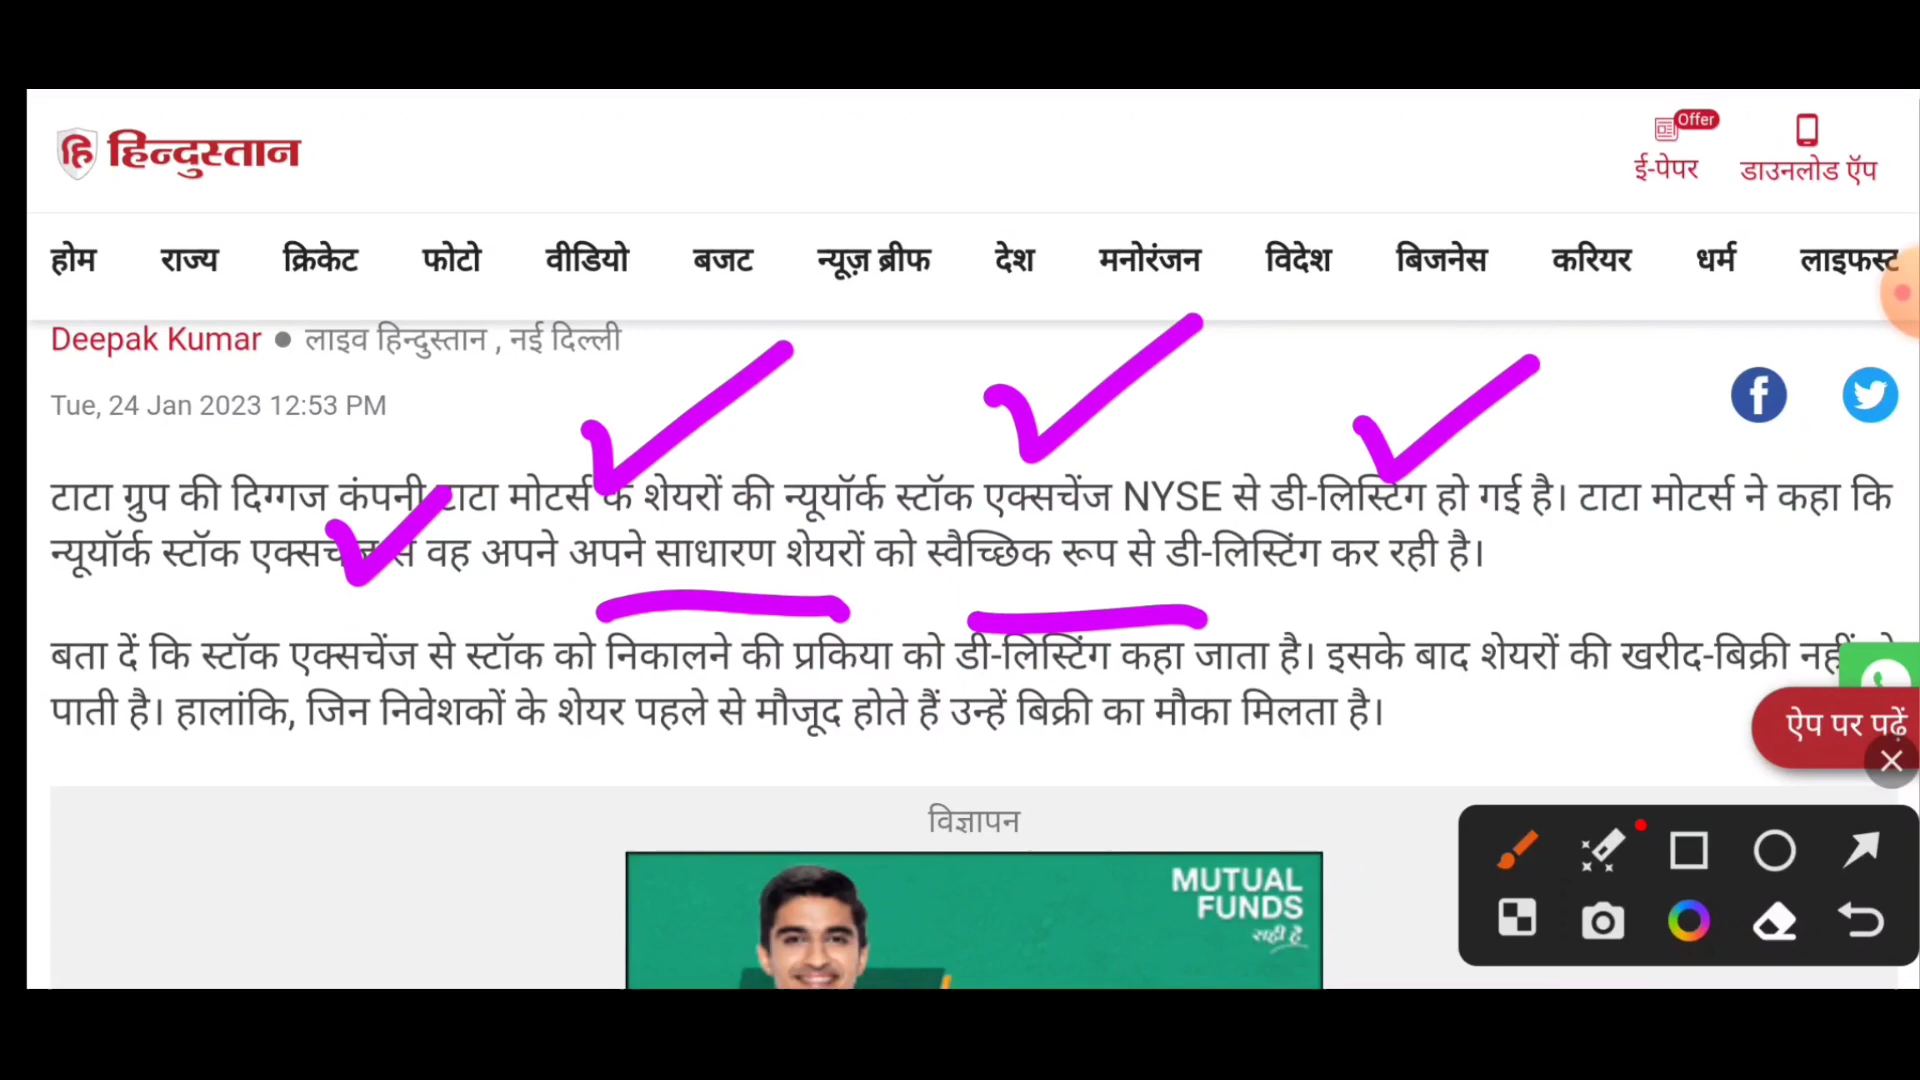 हि हिन्दुस्तान
Offer
ई-पेपर
डाउनलोड ऍप
होम राज्य क्रिकेट फोटो वीडियो बजट न्यूज़ ब्रीफ देश मनोरंजन विदेश बिजनेस करियर धर्म लाइफस्ट
Deepak Kumar ● लाइव हिन्दुस्तान , नई दिल्ली
Tue, 24 Jan 2023 12:53 PM
टाटा ग्रुप की दिग्गज कंपनी टाटा मोटर्स के शेयरों की न्यूयॉर्क स्टॉक एक्सचेंज NYSE से डी-लिस्टिंग हो गई है। टाटा मोटर्स ने कहा कि
न्यूयॉर्क स्टॉक एक्सचेंज से वह अपने अपने साधारण शेयरों को स्वैच्छिक रूप से डी-लिस्टिंग कर रही है।
बता दें कि स्टॉक एक्सचेंज से स्टॉक को निकालने की प्रकिया को डी-लिस्टिंग कहा जाता है। इसके बाद शेयरों की खरीद-बिक्री नहीं
पाती है। हालांकि, जिन निवेशकों के शेयर पहले से मौजूद होते हैं उन्हें बिक्री का मौका मिलता है।
ऐप पर पढ़ें
विज्ञापन
MUTUAL
FUNDS
सही है